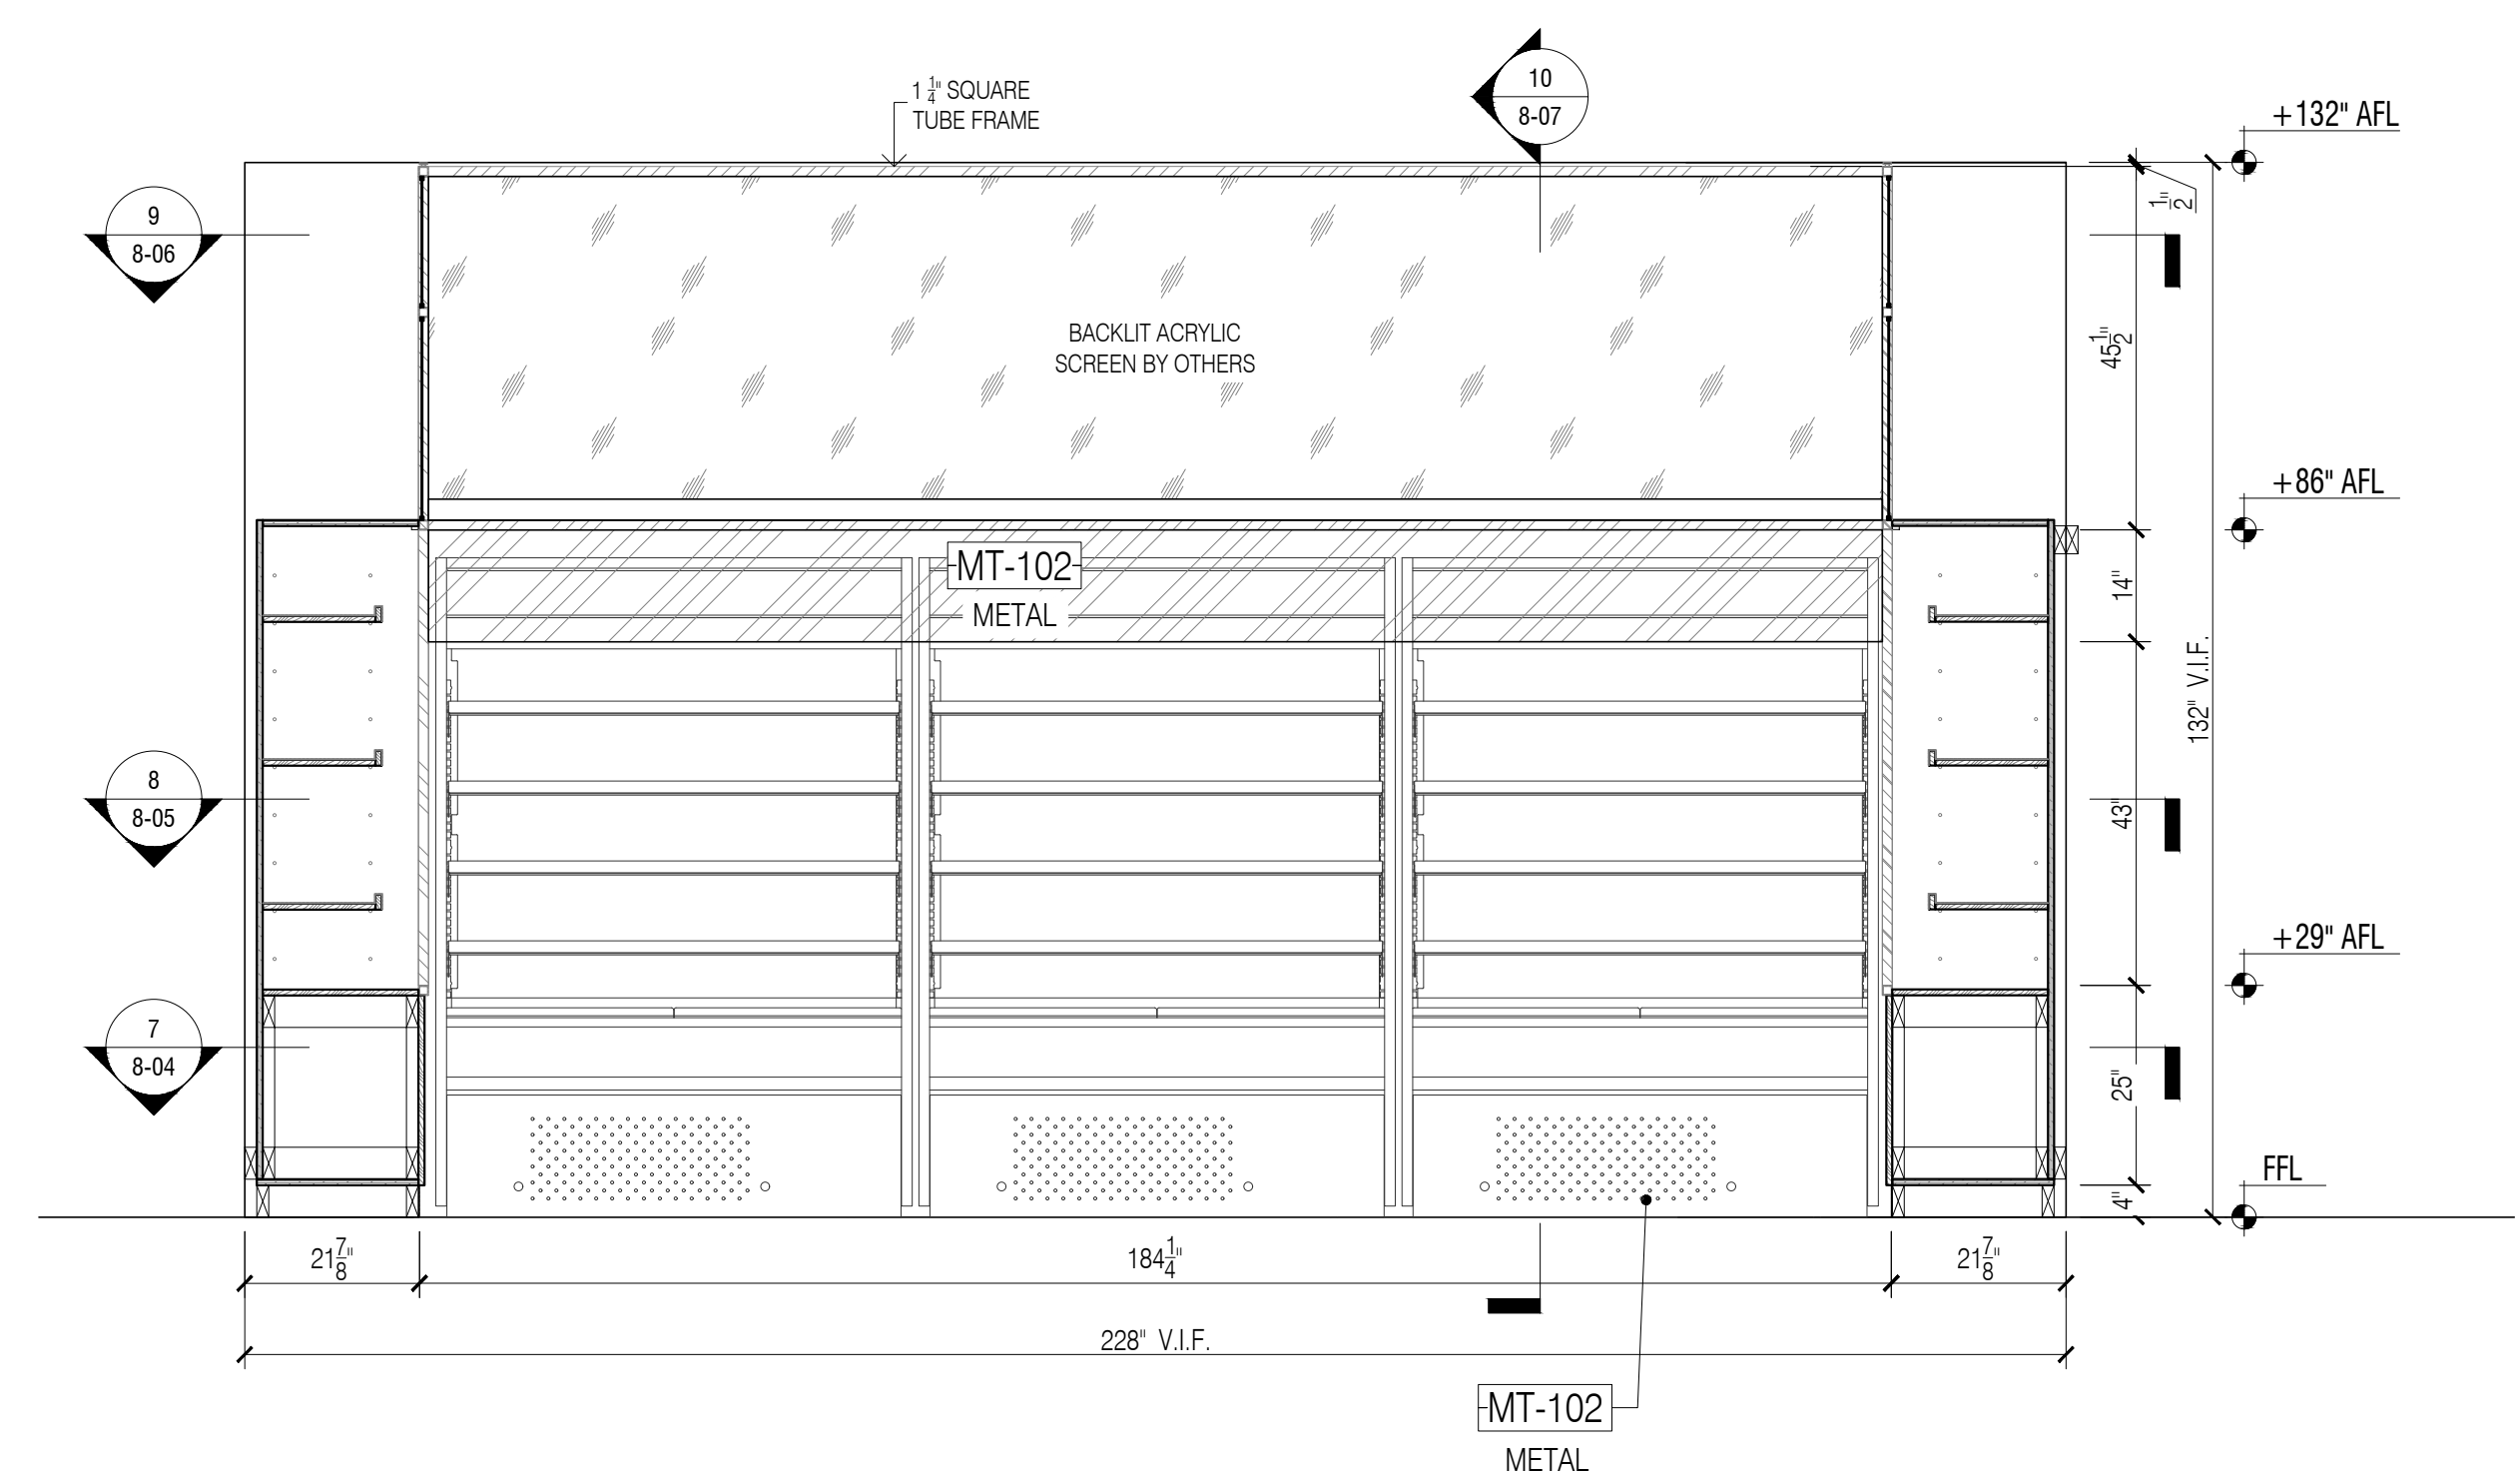 1 1/4" SQUARE
TUBE FRAME
10
8-07
+132" AFL
9
8-06
1/2"
BACKLIT ACRYLIC
SCREEN BY OTHERS
45 1/2"
+86" AFL
MT-102
METAL
14"
132" V.I.F.
8
8-05
43"
+29" AFL
7
8-04
25"
FFL
4"
21 7/8"
184 1/4"
21 7/8"
228" V.I.F.
MT-102
METAL